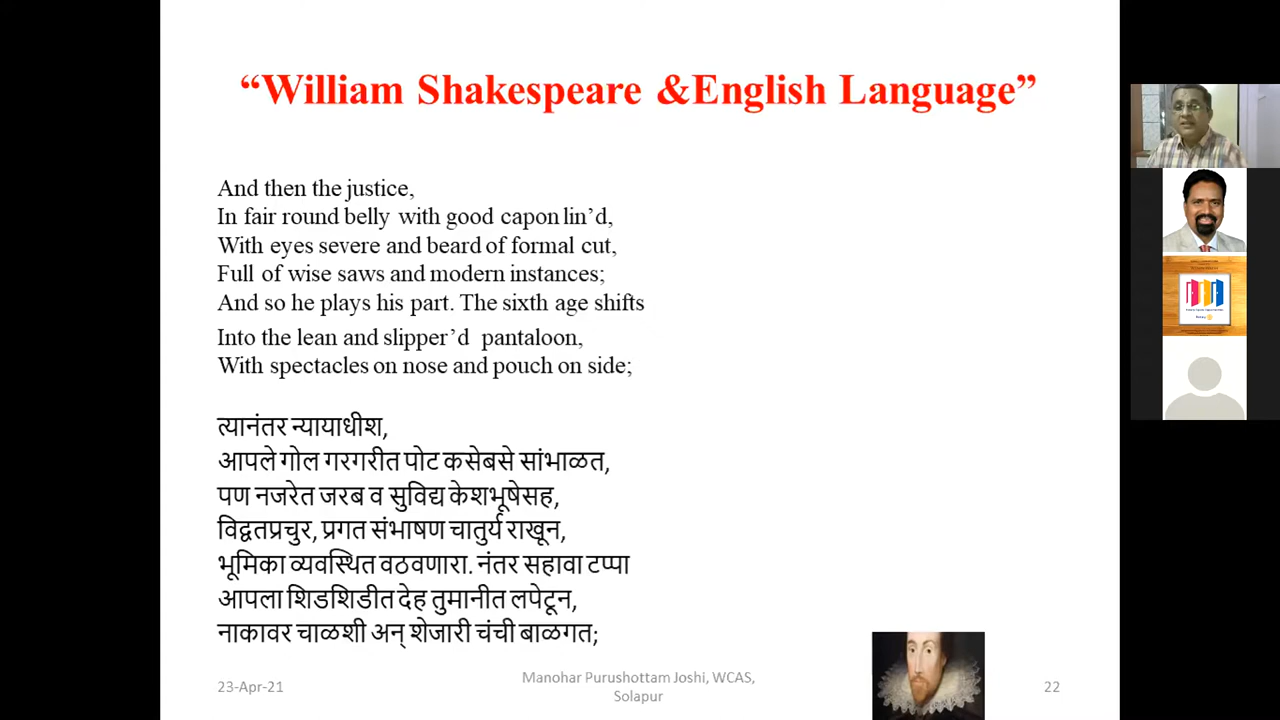 “William Shakespeare &English Language”
And then the justice,
In fair round belly with good capon lin’d,
With eyes severe and beard of formal cut,
Full of wise saws and modern instances;
And so he plays his part. The sixth age shifts
Into the lean and slipper’d pantaloon,
With spectacles on nose and pouch on side;
त्यानंतर न्यायाधीश,
आपले गोल गरगरीत पोट कसेबसे सांभाळत,
पण नजरेत जरब व सुविद्य केशभूषेसह,
विद्वतप्रचुर, प्रगत संभाषण चातुर्य राखून,
भूमिका व्यवस्थित वठवणारा. नंतर सहावा टप्पा
आपला शिडशिडीत देह तुमानीत लपेटून,
नाकावर चाळशी अन् शेजारी चंची बाळगत;
23-Apr-21
Manohar Purushottam Joshi, WCAS,
Solapur
22